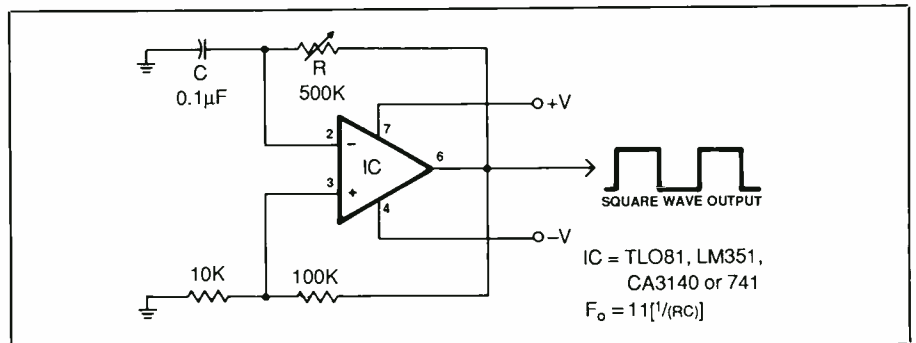 C
0.1µF
R
500K
+V
2
7
IC
6
3
4
-V
SQUARE WAVE OUTPUT
10K
100K
IC = TLO81, LM351,
CA3140 or 741
Fo = 11[1/(RC)]